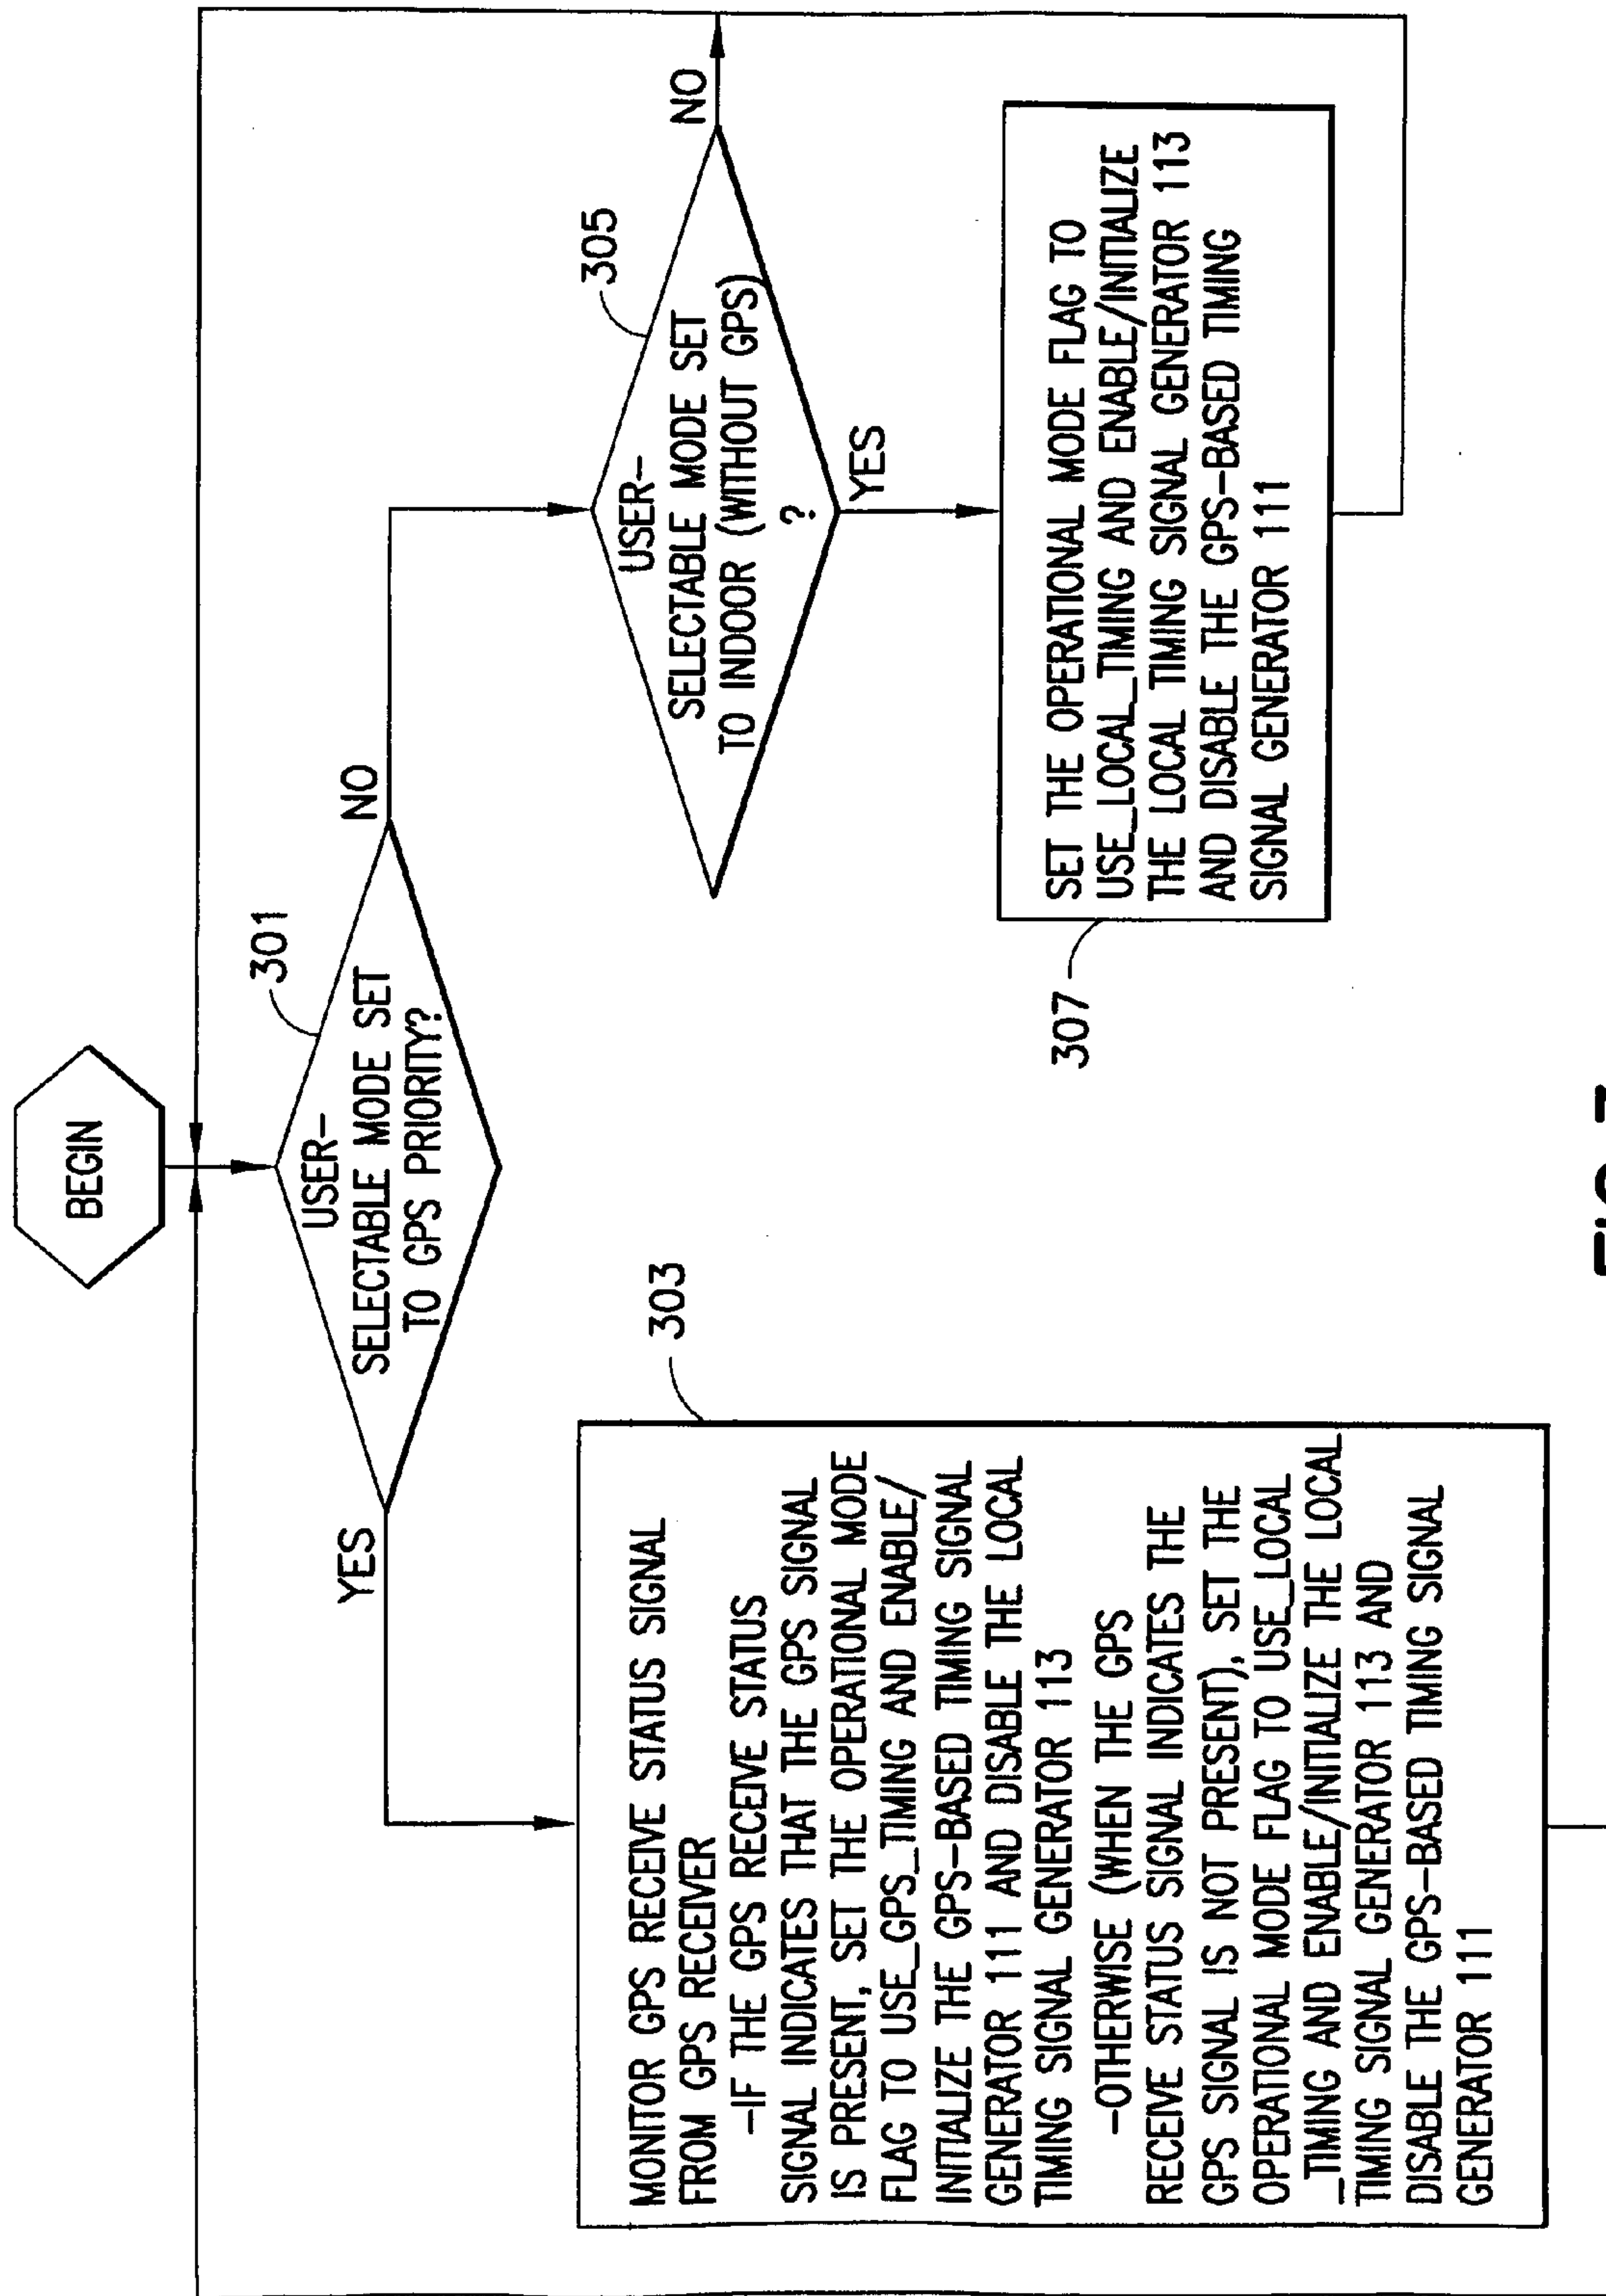 BEGIN
301
USER-
SELECTABLE MODE SET
TO GPS PRIORITY?
YES
NO
303
MONITOR GPS RECEIVE STATUS SIGNAL
FROM GPS RECEIVER
-IF THE GPS RECEIVE STATUS
SIGNAL INDICATES THAT THE GPS SIGNAL
IS PRESENT, SET THE OPERATIONAL MODE
FLAG TO USE_GPS_TIMING AND ENABLE/
INITIALIZE THE GPS-BASED TIMING SIGNAL
GENERATOR 111 AND DISABLE THE LOCAL
TIMING SIGNAL GENERATOR 113
-OTHERWISE (WHEN THE GPS
RECEIVE STATUS SIGNAL INDICATES THE
GPS SIGNAL IS NOT PRESENT), SET THE
OPERATIONAL MODE FLAG TO USE_LOCAL
_TIMING AND ENABLE/INITIALIZE THE LOCAL
TIMING SIGNAL GENERATOR 113 AND
DISABLE THE GPS-BASED TIMING SIGNAL
GENERATOR 111
305
USER-
SELECTABLE MODE SET
TO INDOOR (WITHOUT GPS)
?
NO
YES
307
SET THE OPERATIONAL MODE FLAG TO
USE_LOCAL_TIMING AND ENABLE/INITIALIZE
THE LOCAL TIMING SIGNAL GENERATOR 113
AND DISABLE THE GPS-BASED TIMING
SIGNAL GENERATOR 111